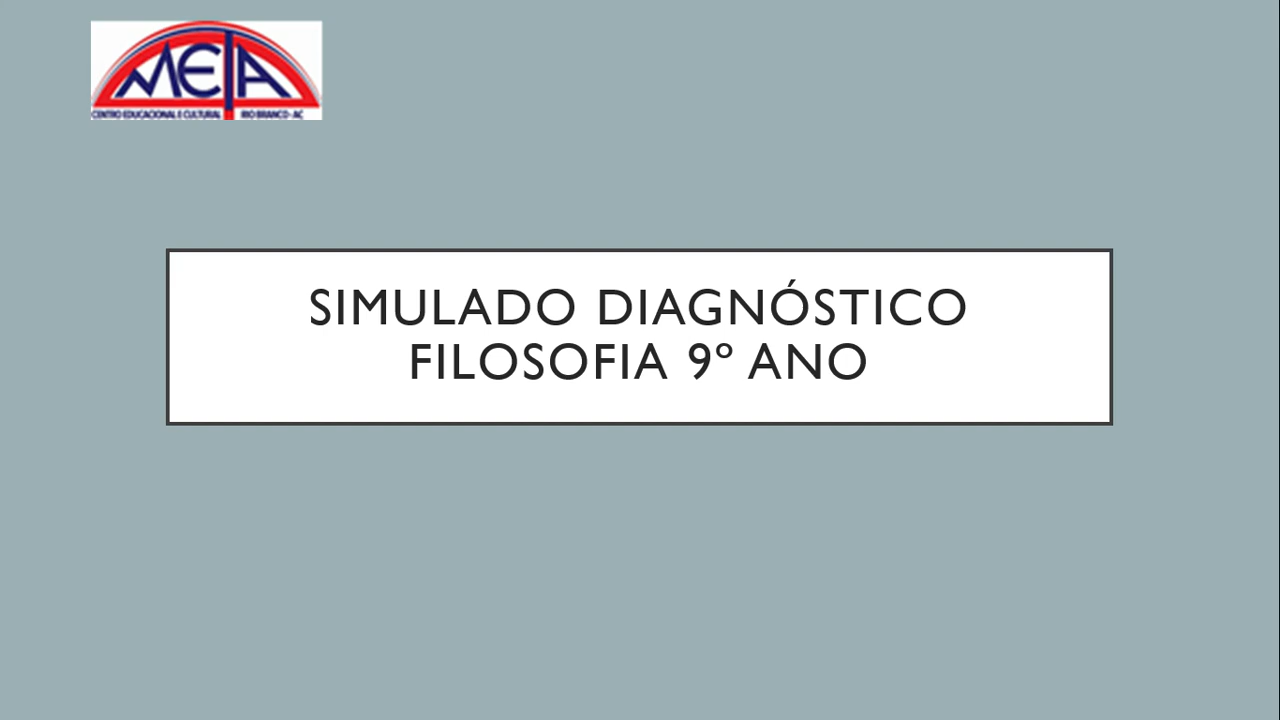 META
CENTRO EDUCACIONAL E CULTURAL RIO BRANCO - AC
SIMULADO DIAGNÓSTICO
FILOSOFIA 9º ANO